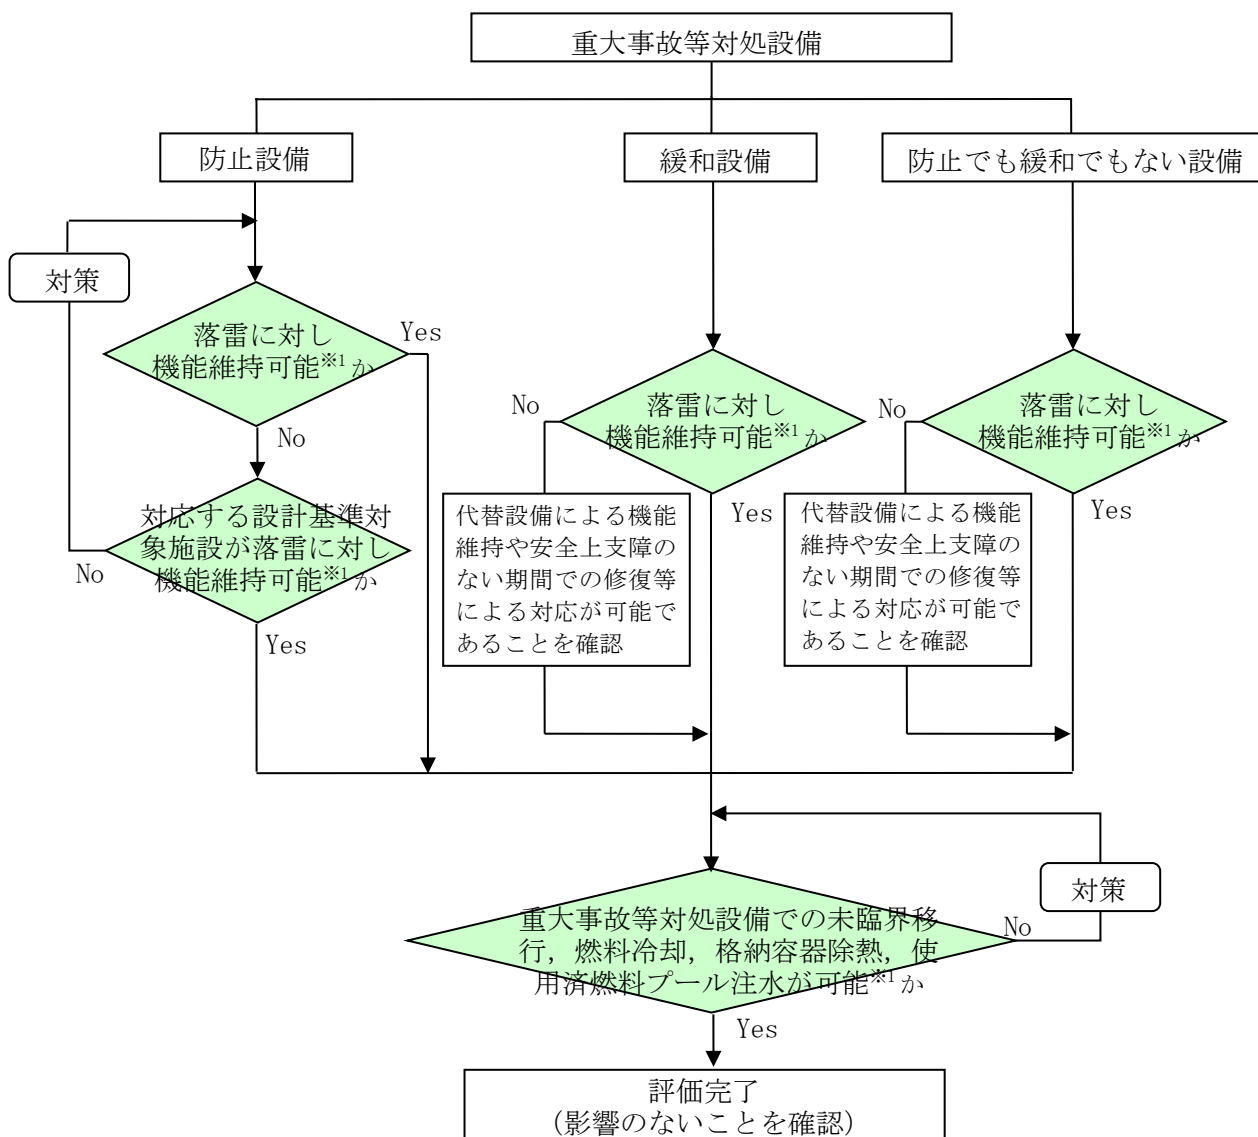 重大事故等対処設備
防止設備
緩和設備
防止でも緩和でもない設備
対策
落雷に対し
機能維持可能※1か
Yes
No
対応する設計基準対
象施設が落雷に対し
機能維持可能※1か
No
Yes
落雷に対し
機能維持可能※1か
No
Yes
代替設備による機能
維持や安全上支障の
ない期間での修復等
による対応が可能で
あることを確認
落雷に対し
機能維持可能※1か
No
Yes
代替設備による機能
維持や安全上支障の
ない期間での修復等
による対応が可能で
あることを確認
対策
重大事故等対処設備での未臨界移
行，燃料冷却，格納容器除熱，使
用済燃料プール注水が可能※1か
No
Yes
評価完了
（影響のないことを確認）